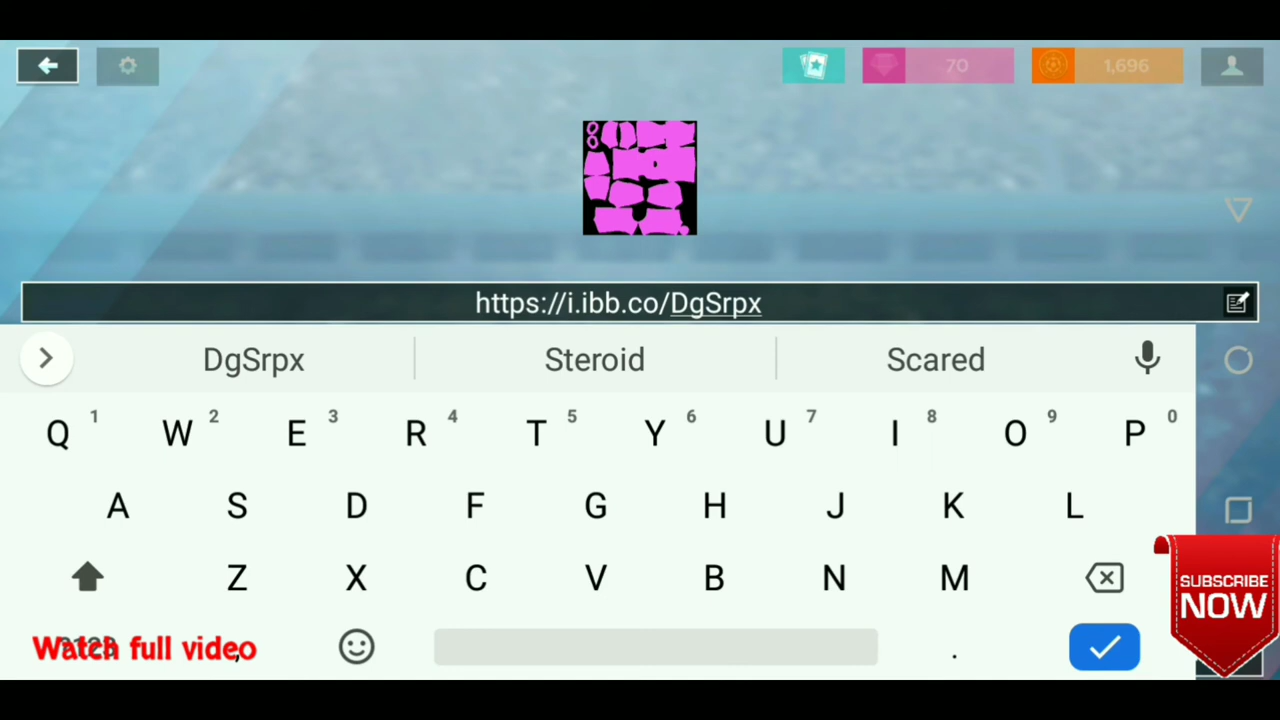 70
1,696
https://i.ibb.co/DgSrpx
DgSrpx Steroid Scared
Q 1 W 2 E 3 R 4 T 5 Y 6 U 7 I 8 O 9 P 0
A S D F G H J K L
Z X C V B N M
SUBSCRIBE
NOW
Watch full video
, .